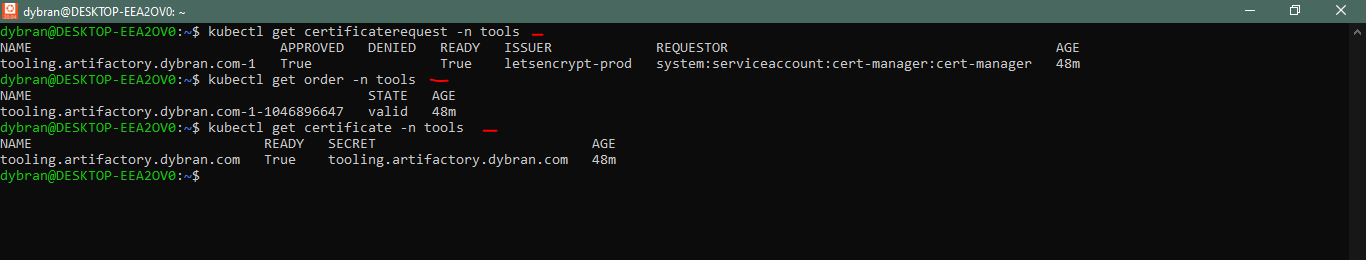 dybran@DESKTOP-EEA2OV0: ~
dybran@DESKTOP-EEA2OV0:~$ kubectl get certificaterequest -n tools
NAME                               APPROVED   DENIED   READY   ISSUER             REQUESTOR                                         AGE
tooling.artifactory.dybran.com-1   True                True    letsencrypt-prod   system:serviceaccount:cert-manager:cert-manager   48m
dybran@DESKTOP-EEA2OV0:~$ kubectl get order -n tools
NAME                                          STATE   AGE
tooling.artifactory.dybran.com-1-1046896647   valid   48m
dybran@DESKTOP-EEA2OV0:~$ kubectl get certificate -n tools
NAME                             READY   SECRET                           AGE
tooling.artifactory.dybran.com   True    tooling.artifactory.dybran.com   48m
dybran@DESKTOP-EEA2OV0:~$